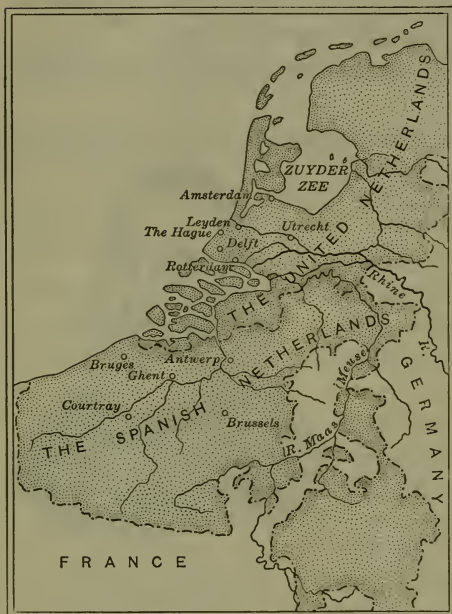 ZUYDER
ZEE
THE UNITED NETHERLANDS
Amsterdam
Leyden
The Hague
Utrecht
Delft
Rotterdam
Rhine R.
THE SPANISH NETHERLANDS
Bruges
Antwerp
Ghent
Courtray
Brussels
R. Maas (Meuse)
GERMANY
FRANCE